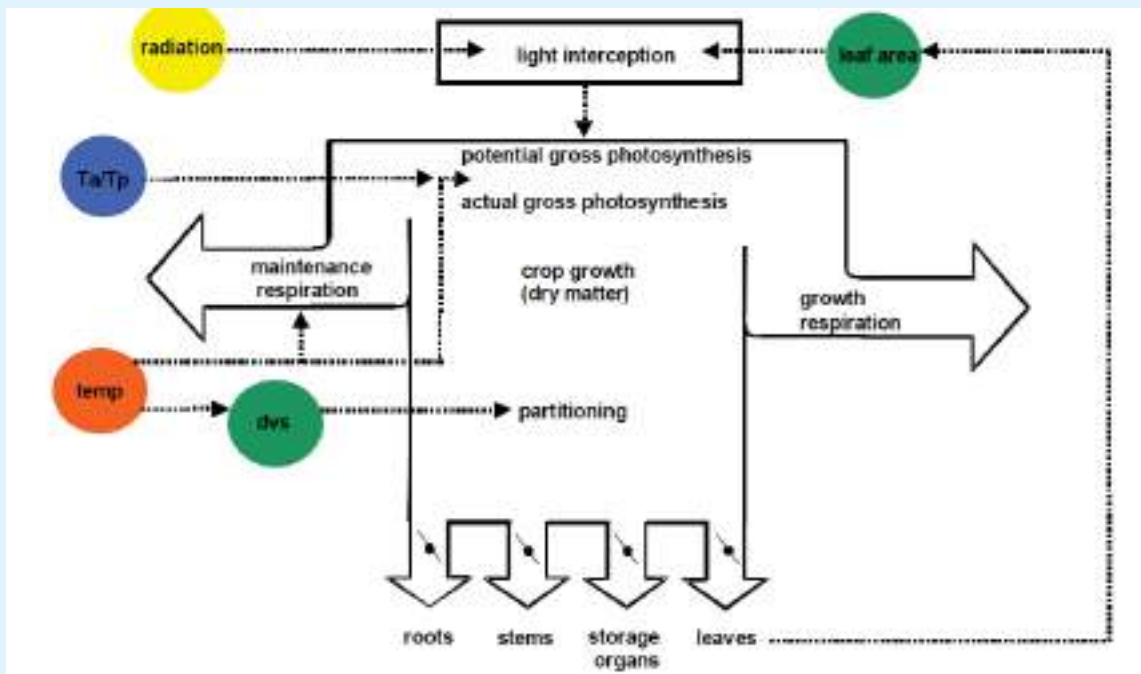 radiation
light interception
leaf area
potential gross photosynthesis
Ta/Tp
actual gross photosynthesis
maintenance
respiration
crop growth
(dry matter)
growth
respiration
temp
dvs
partitioning
roots
stems
storage
organs
leaves